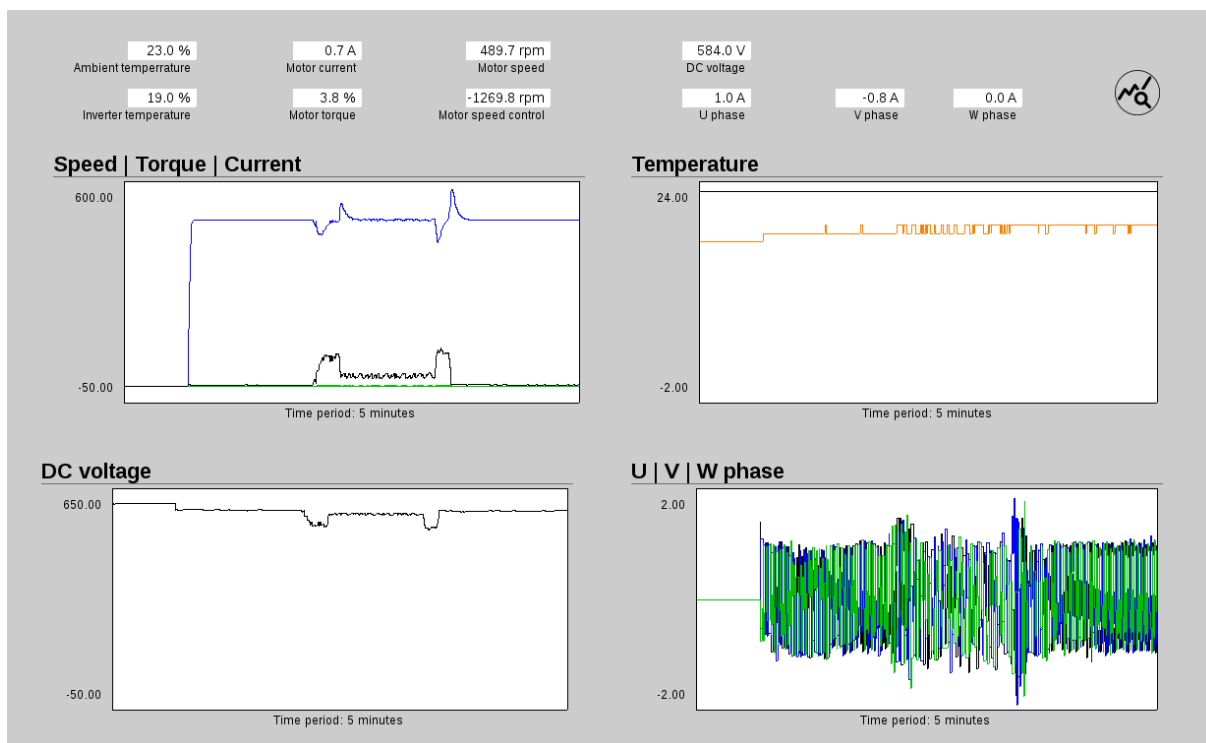 23.0 % 0.7 A 489.7 rpm 584.0 V
Ambient temperrature Motor current Motor speed DC voltage
19.0 % 3.8 % -1269.8 rpm 1.0 A -0.8 A 0.0 A
Inverter temperature Motor torque Motor speed control U phase V phase W phase
Speed | Torque | Current
600.00
-50.00
Time period: 5 minutes
Temperature
24.00
-2.00
Time period: 5 minutes
DC voltage
650.00
-50.00
Time period: 5 minutes
U | V | W phase
2.00
-2.00
Time period: 5 minutes